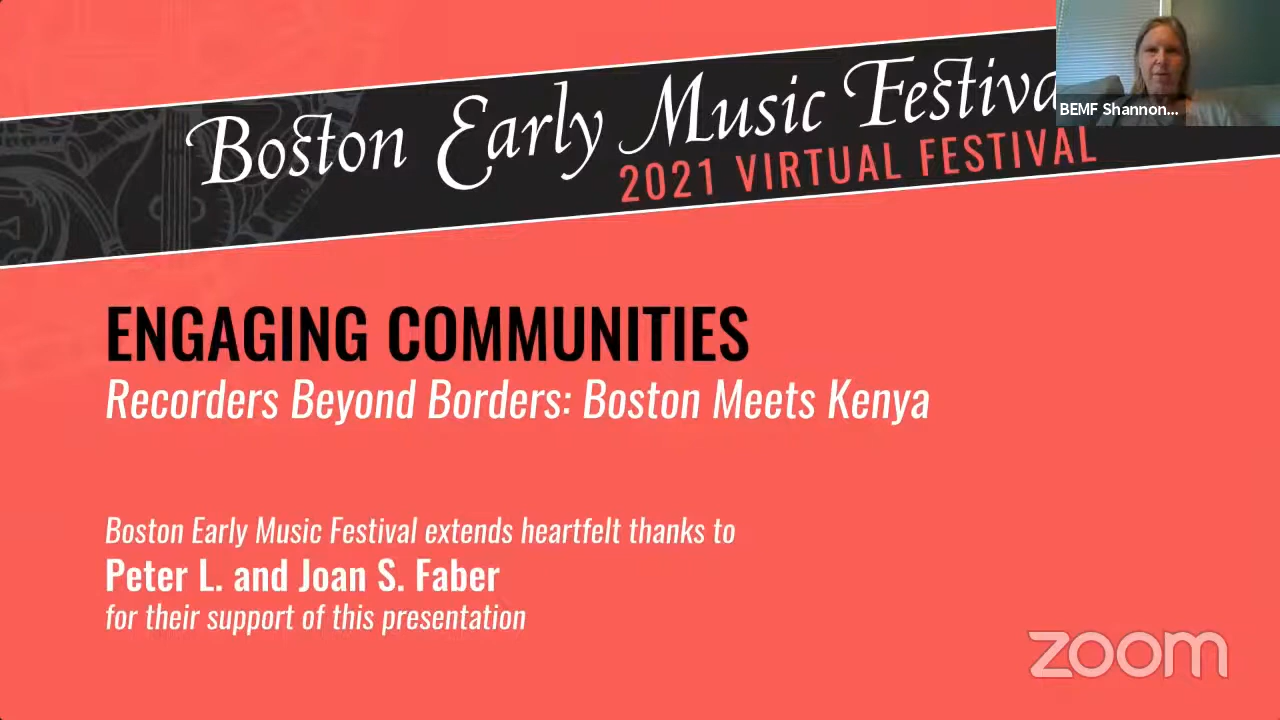 Boston Early Music Festiva
2021 VIRTUAL FESTIVAL
BEMF Shannon...
ENGAGING COMMUNITIES
Recorders Beyond Borders: Boston Meets Kenya
Boston Early Music Festival extends heartfelt thanks to
Peter L. and Joan S. Faber
for their support of this presentation
zoom